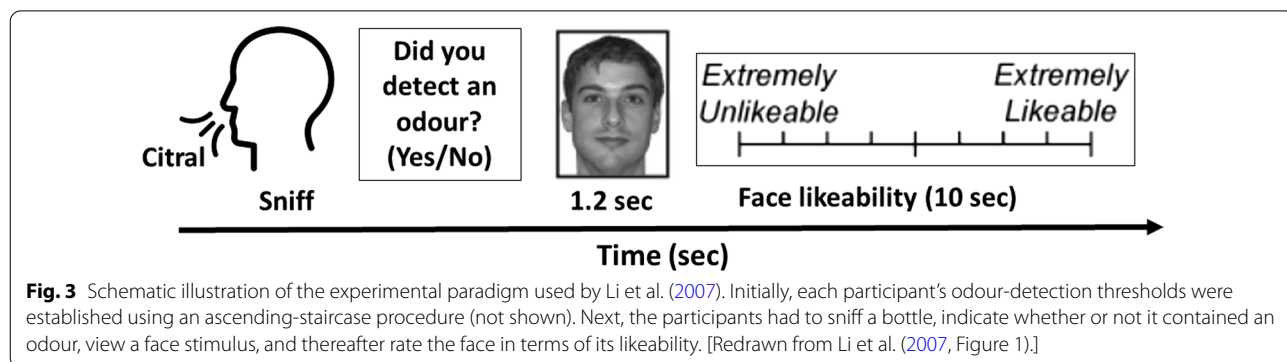 Citral
Sniff
Did you
detect an
odour?
(Yes/No)
1.2 sec
Extremely Extremely
Unlikeable Likeable
Face likeability (10 sec)
Time (sec)
Fig. 3 Schematic illustration of the experimental paradigm used by Li et al. (2007). Initially, each participant’s odour-detection thresholds were
established using an ascending-staircase procedure (not shown). Next, the participants had to sniff a bottle, indicate whether or not it contained an
odour, view a face stimulus, and thereafter rate the face in terms of its likeability. [Redrawn from Li et al. (2007, Figure 1).]